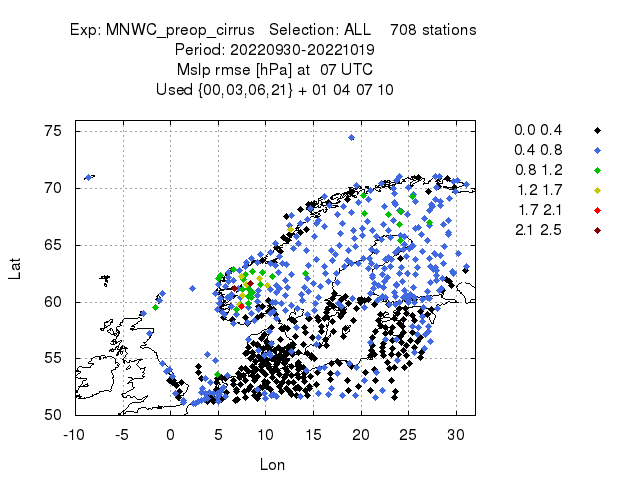 Exp: MNWC_preop_cirrus   Selection: ALL    708 stations
Period: 20220930-20221019
Mslp rmse [hPa] at  07 UTC
Used {00,03,06,21} + 01 04 07 10
0.0 0.4
0.4 0.8
0.8 1.2
1.2 1.7
1.7 2.1
2.1 2.5
75
70
65
60
55
50
Lat
-10 -5 0 5 10 15 20 25 30
Lon